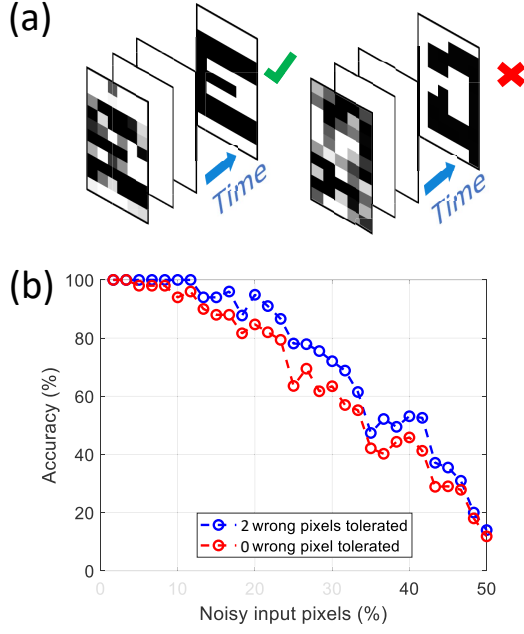 (a)
Time
Time
(b)
100
80
60
40
20
0
Accuracy (%)
2 wrong pixels tolerated
0 wrong pixel tolerated
0 10 20 30 40 50
Noisy input pixels (%)